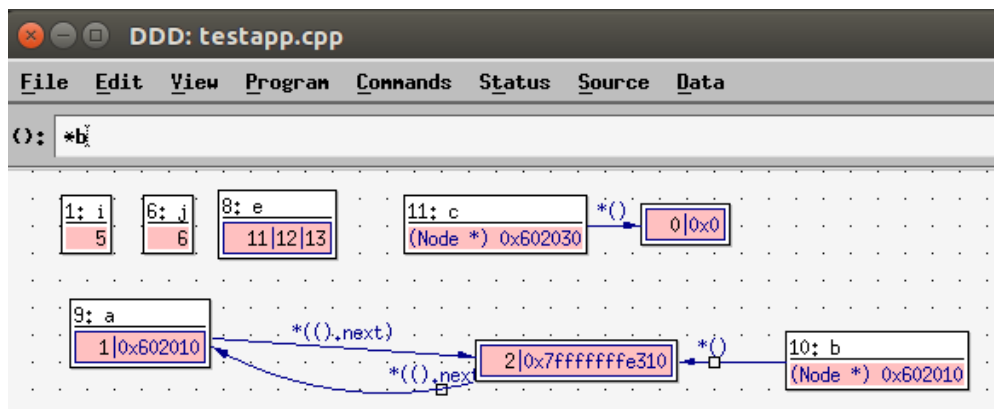 DDD: testapp.cpp
File Edit View Program Commands Status Source Data
(): *b
1: i
5
6: j
6
8: e
11|12|13
11: c
(Node *) 0x602030
*()
0|0x0
9: a
1|0x602010
*(().next)
*(().nex
2|0x7fffffffe310
*()
10: b
(Node *) 0x602010